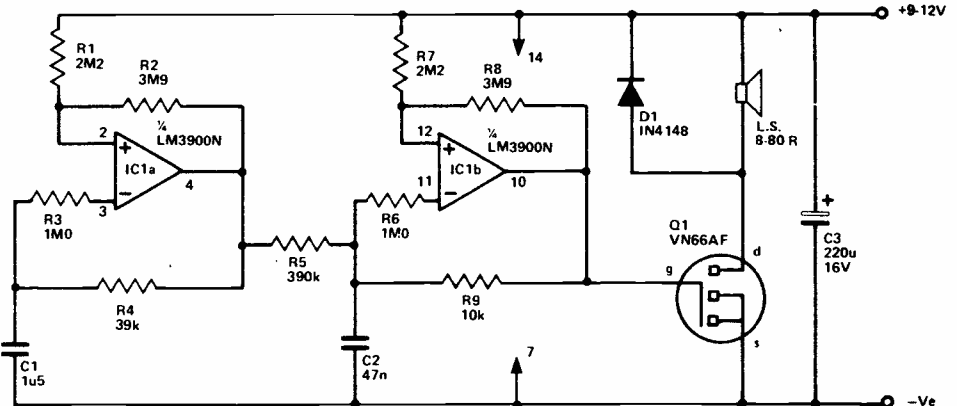 +9-12V
R1
2M2
R2
3M9
R7
2M2
R8
3M9
14
D1
IN4148
L.S.
8-80 R
2
+
¼
LM3900N
IC1a
4
−
3
R3
1M0
12
+
¼
LM3900N
IC1b
10
11
−
R6
1M0
Q1
VN66AF
d
g
s
+
C3
220u
16V
R5
390k
R4
39k
R9
10k
C1
1u5
C2
47n
7
−Ve